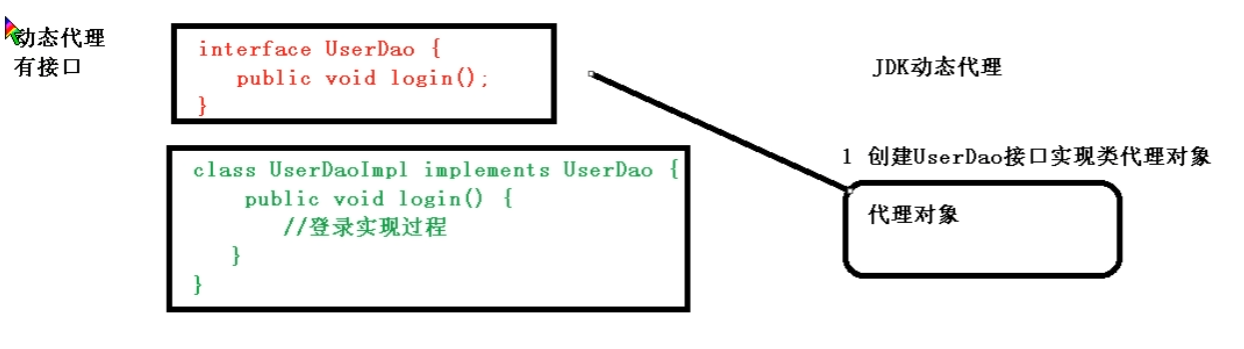 动态代理
有接口
interface UserDao {
public void login();
}
class UserDaoImpl implements UserDao {
public void login() {
//登录实现过程
}
}
JDK动态代理
1 创建UserDao接口实现类代理对象
代理对象